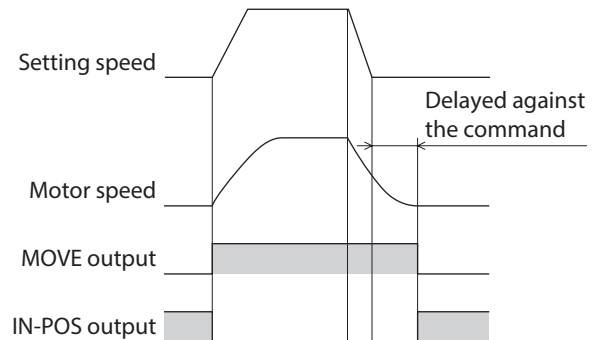 Setting speed
Delayed against
the command
Motor speed
MOVE output
IN-POS output